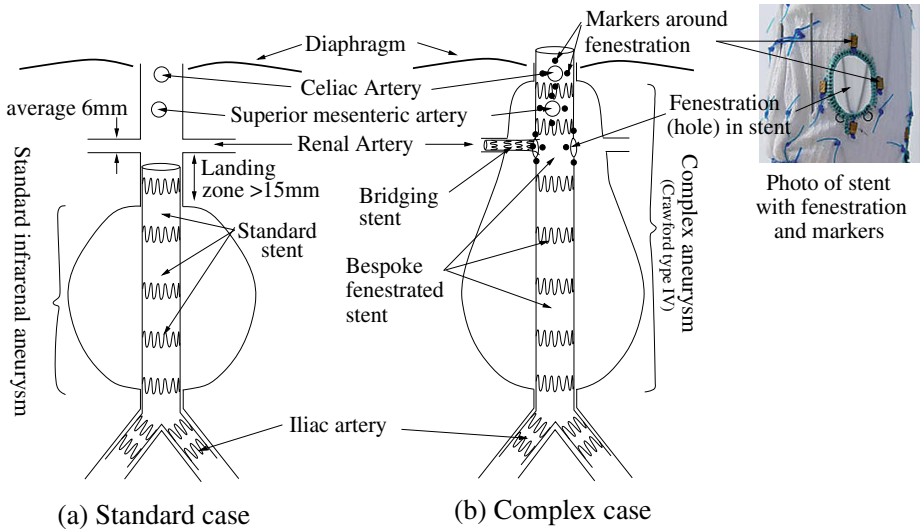 Diaphragm
Markers around
fenestration
Celiac Artery
average 6mm
Superior mesenteric artery
Fenestration
(hole) in stent
Renal Artery
Landing
zone >15mm
Standard infrarenal aneurysm
Standard
stent
Bridging
stent
Bespoke
fenestrated
stent
Complex aneurysm
(Crawford type IV)
Photo of stent
with fenestration
and markers
Iliac artery
(a) Standard case
(b) Complex case